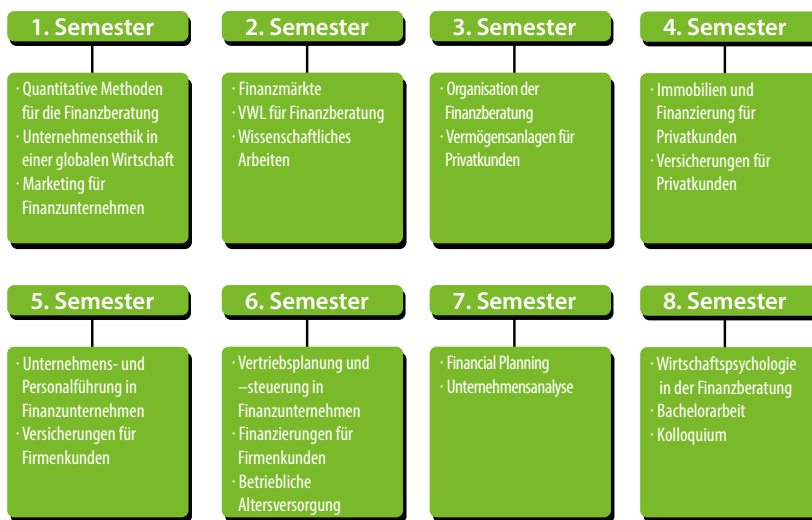 1. Semester
· Quantitative Methoden
für die Finanzberatung
· Unternehmensethik in
einer globalen Wirtschaft
· Marketing für
Finanzunternehmen
2. Semester
· Finanzmärkte
· VWL für Finanzberatung
· Wissenschaftliches
Arbeiten
3. Semester
· Organisation der
Finanzberatung
· Vermögensanlagen für
Privatkunden
4. Semester
· Immobilien und
Finanzierung für
Privatkunden
· Versicherungen für
Privatkunden
5. Semester
· Unternehmens- und
Personalführung in
Finanzunternehmen
· Versicherungen für
Firmenkunden
6. Semester
· Vertriebsplanung und
–steuerung in
Finanzunternehmen
· Finanzierungen für
Firmenkunden
· Betriebliche
Altersversorgung
7. Semester
· Financial Planning
· Unternehmensanalyse
8. Semester
· Wirtschaftspsychologie
in der Finanzberatung
· Bachelorarbeit
· Kolloquium